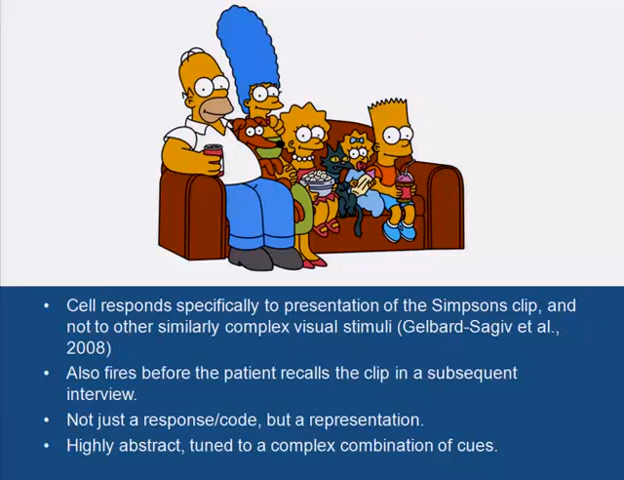 • Cell responds specifically to presentation of the Simpsons clip, and
not to other similarly complex visual stimuli (Gelbard-Sagiv et al.,
2008)
• Also fires before the patient recalls the clip in a subsequent
interview.
• Not just a response/code, but a representation.
• Highly abstract, tuned to a complex combination of cues.